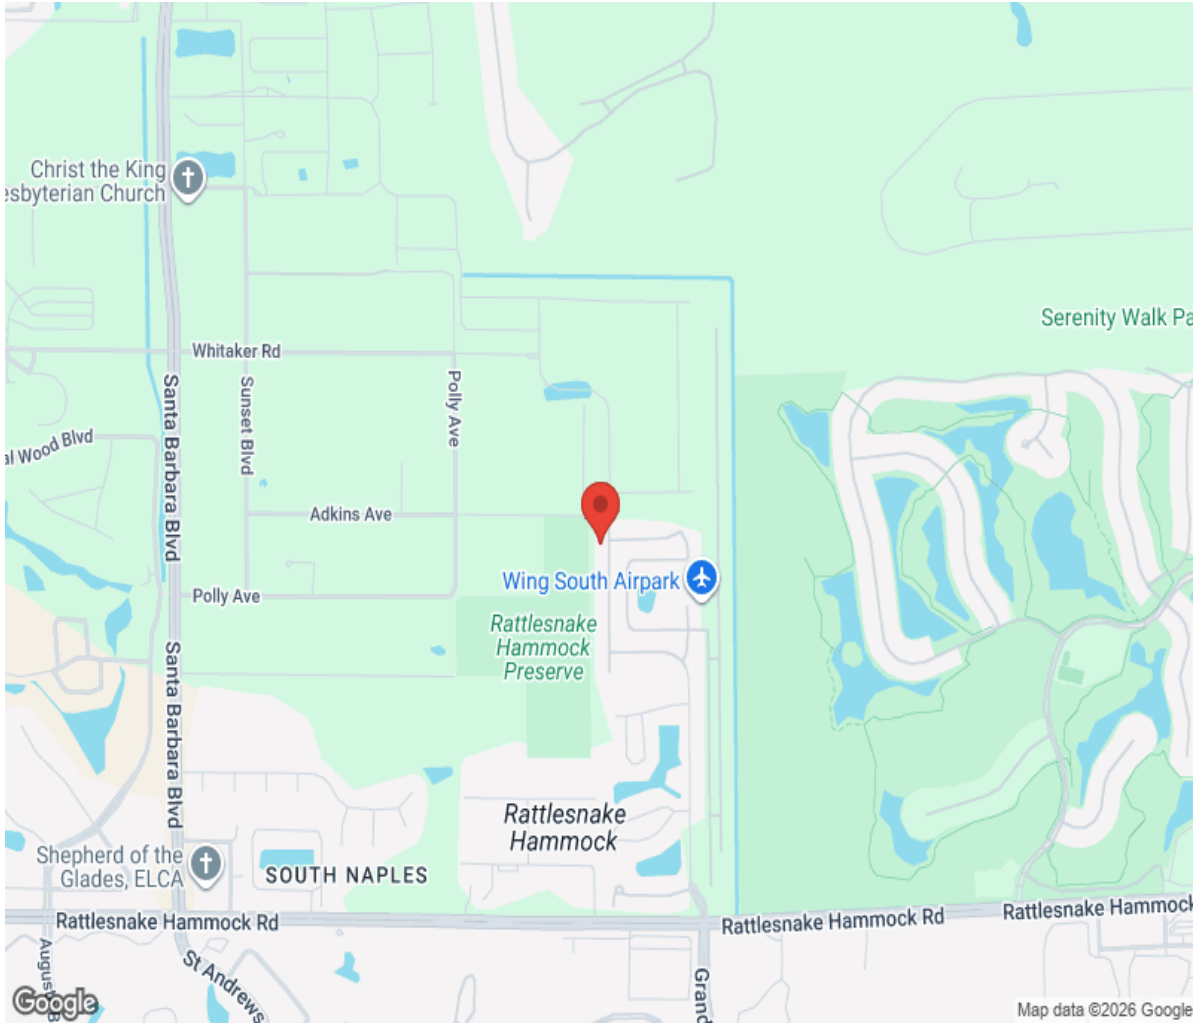 Christ the King
esbyterian Church
Serenity Walk Pa
Whitaker Rd
Santa Barbara Blvd
Sunset Blvd
Polly Ave
al Wood Blvd
Adkins Ave
Wing South Airpark
Polly Ave
Rattlesnake
Hammock
Preserve
Santa Barbara Blvd
Rattlesnake
Hammock
Shepherd of the
Glades, ELCA
SOUTH NAPLES
Rattlesnake Hammock Rd
Rattlesnake Hammock Rd
Rattlesnake Hammock
St Andrews
Grand
Google
Map data ©2026 Google